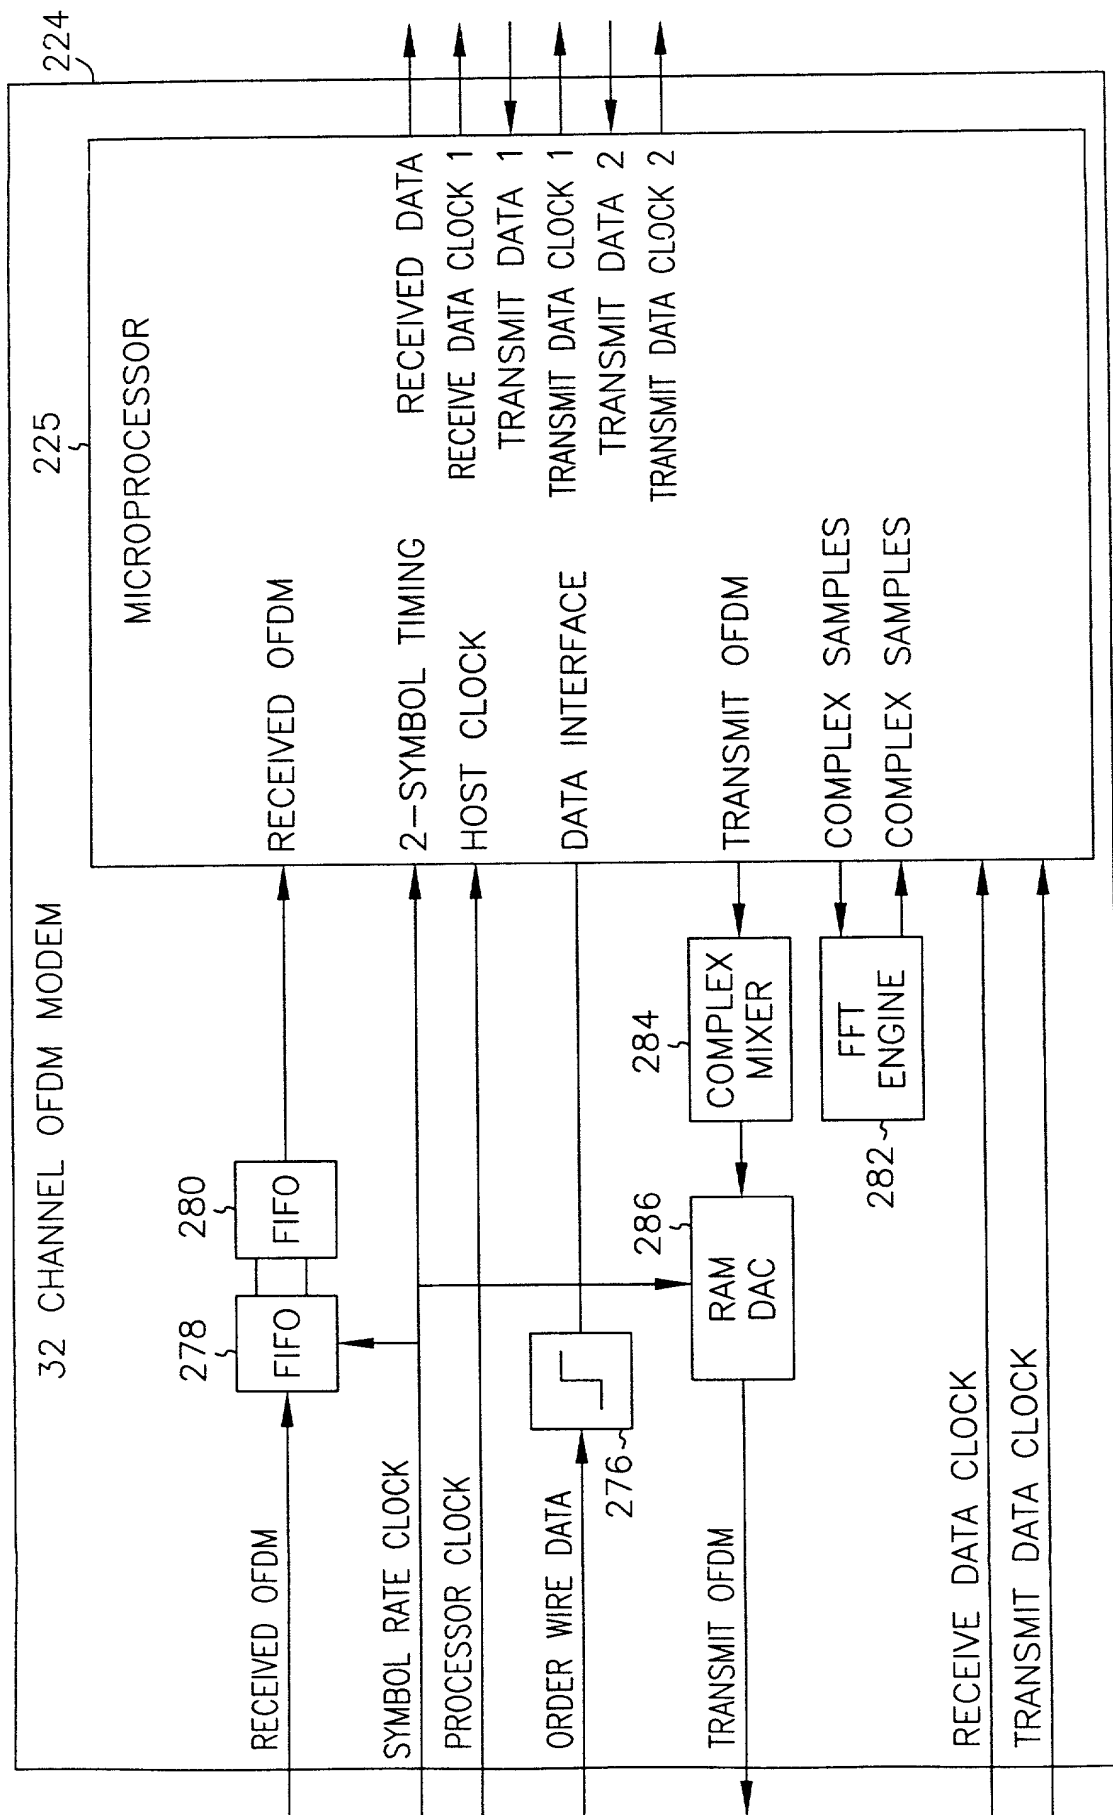 224
225
32 CHANNEL OFDM MODEM
MICROPROCESSOR
RECEIVED OFDM
278
FIFO
280
FIFO
RECEIVED OFDM
SYMBOL RATE CLOCK
2-SYMBOL TIMING
PROCESSOR CLOCK
HOST CLOCK
ORDER WIRE DATA
276
DATA INTERFACE
TRANSMIT OFDM
286
RAM
DAC
284
COMPLEX
MIXER
TRANSMIT OFDM
282
FFT
ENGINE
COMPLEX SAMPLES
COMPLEX SAMPLES
RECEIVE DATA CLOCK
TRANSMIT DATA CLOCK
RECEIVED DATA
RECEIVE DATA CLOCK 1
TRANSMIT DATA 1
TRANSMIT DATA CLOCK 1
TRANSMIT DATA 2
TRANSMIT DATA CLOCK 2